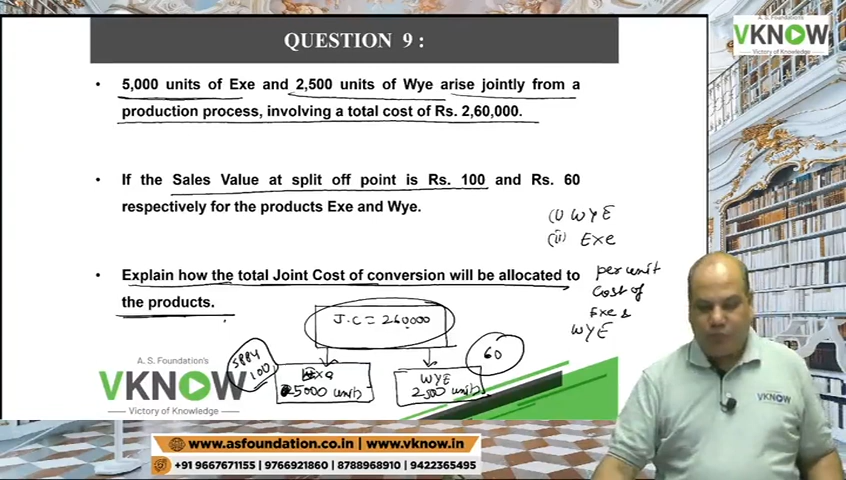 QUESTION 9 :
A. S. Foundation's
VKNOW
Victory of Knowledge
• 5,000 units of Exe and 2,500 units of Wye arise jointly from a
production process, involving a total cost of Rs. 2,60,000.
• If the Sales Value at split off point is Rs. 100 and Rs. 60
respectively for the products Exe and Wye.
(i) WYE
(ii) Exe
• Explain how the total Joint Cost of conversion will be allocated to
the products.
per unit
cost of
Exe &
WYE
J.C = 260000
100
5000 units
60
WYE
2500 units
A. S. Foundation's
VKNOW
Victory of Knowledge
VKNOW
www.asfoundation.co.in | www.vknow.in
+91 9667671155 | 9766921860 | 8788968910 | 9422365495